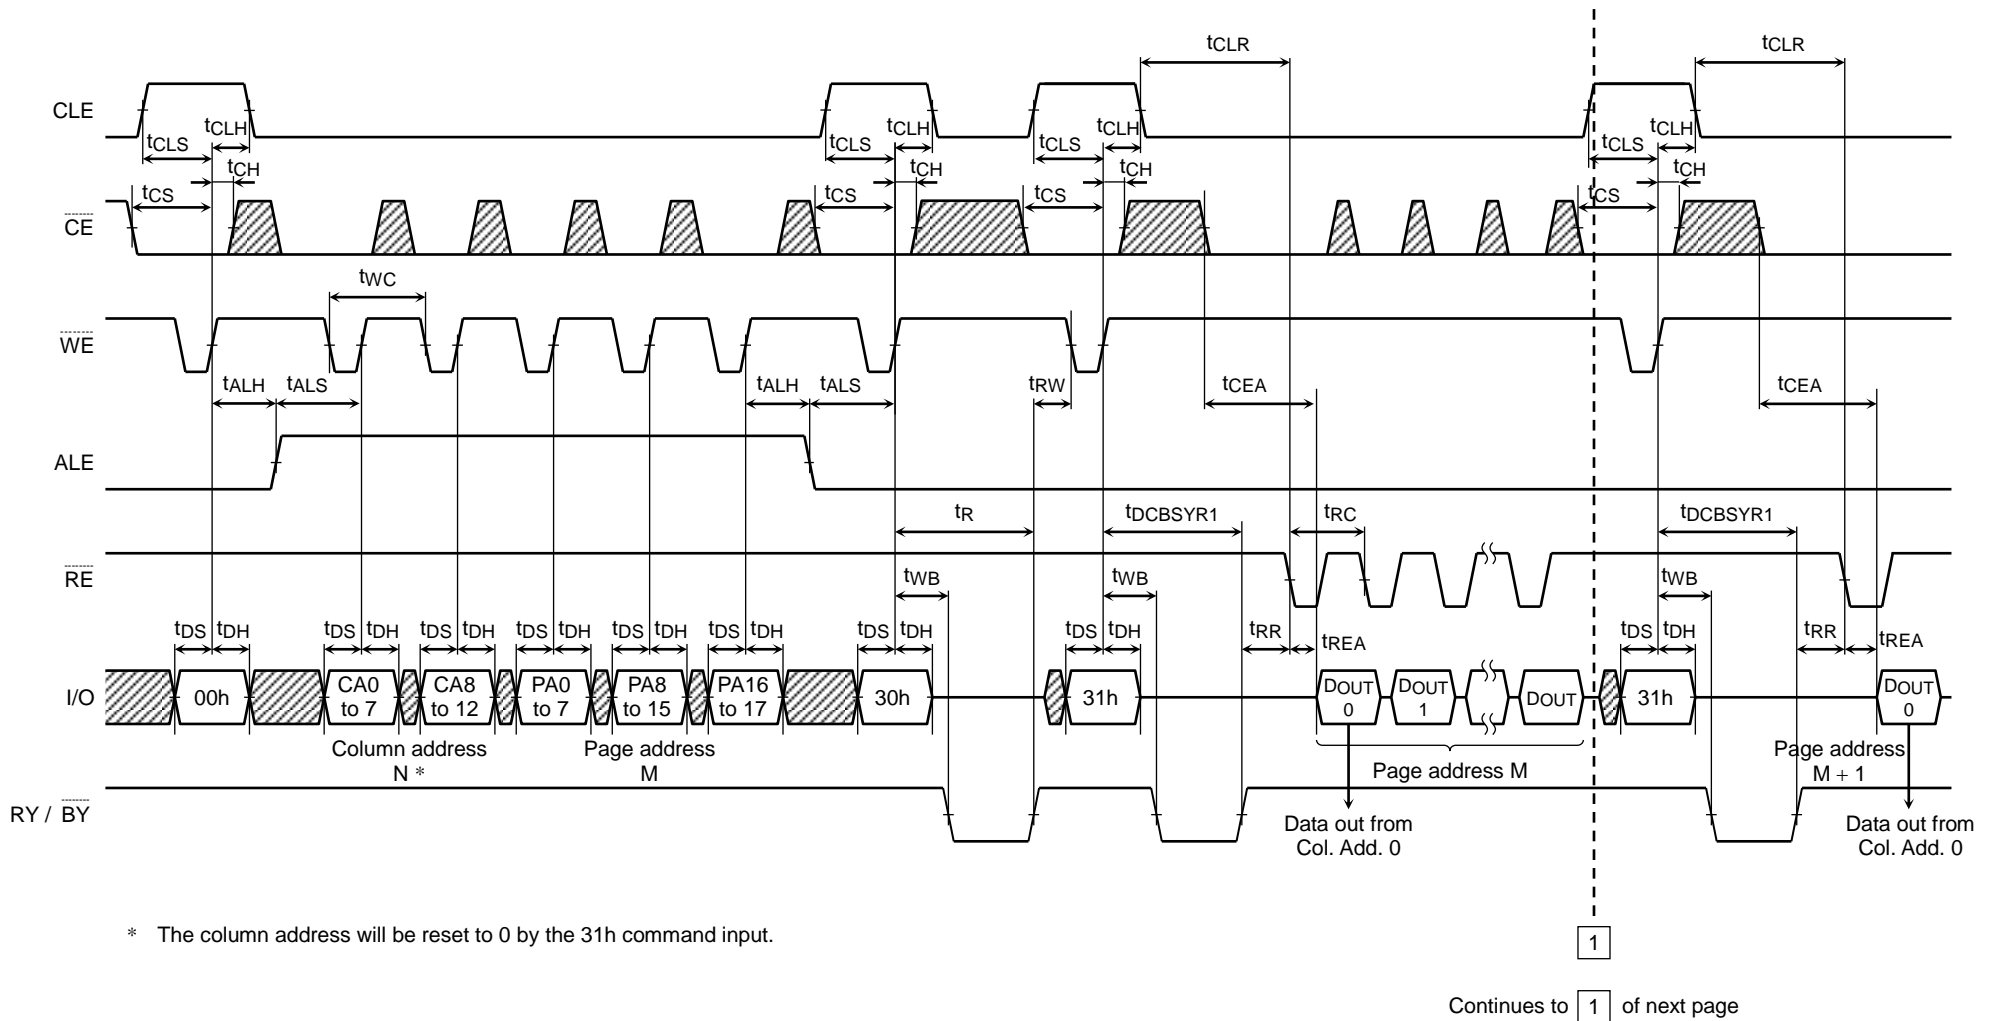 tCLR tCLR
CLE
tCLS tCLH tCLS tCLH tCLS tCLH tCLS tCLH
tCH tCH tCH tCH
tCS tCS tCS tCS
CE
tWC
WE
tALH tALS tALH tALS tRW tCEA tCEA
ALE
tR tDCBSYR1 tRC tDCBSYR1
RE
tWB tWB tWB
tDS tDH tDS tDH tDS tDH tDS tDH tDS tDH tDS tDH tDS tDH tDS tDH tRR tREA tDS tDH tRR tREA
I/O
00h
CA0 to 7
CA8 to 12
PA0 to 7
PA8 to 15
PA16 to 17
30h
31h
DOUT 0
DOUT 1
DOUT
31h
DOUT 0
Column address
N *
Page address
M
Page address M
Page address
M + 1
RY / BY
Data out from
Col. Add. 0
Data out from
Col. Add. 0
* The column address will be reset to 0 by the 31h command input.
1
Continues to 1 of next page